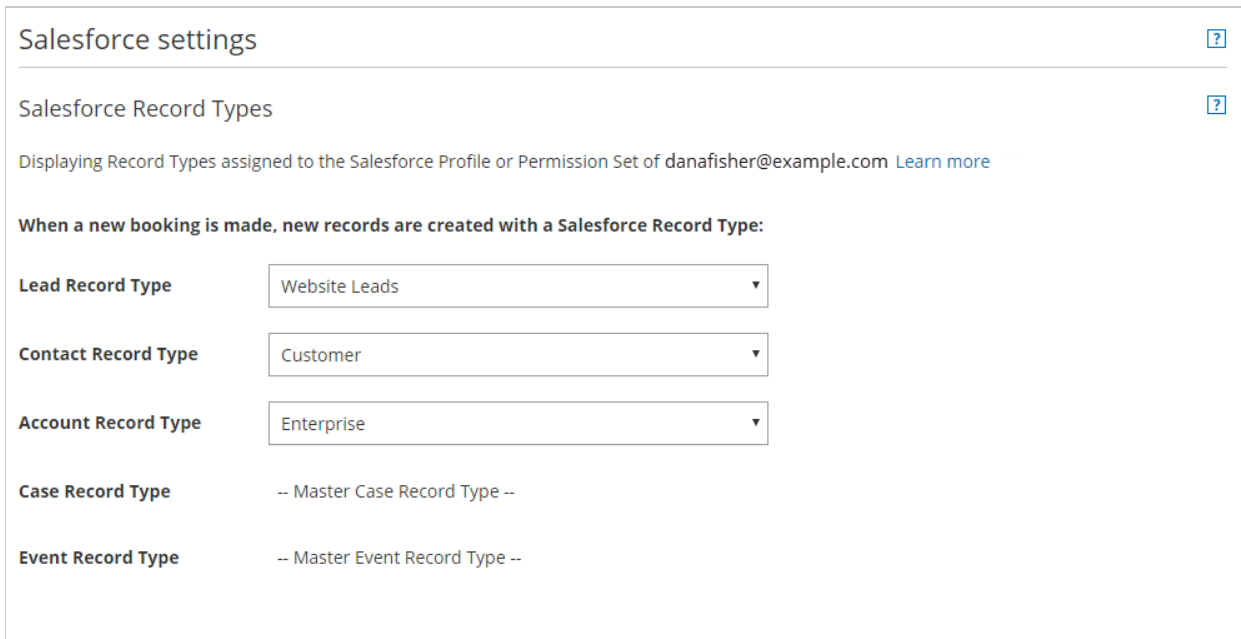 Salesforce settings
?
Salesforce Record Types
?
Displaying Record Types assigned to the Salesforce Profile or Permission Set of danafisher@example.com Learn more
When a new booking is made, new records are created with a Salesforce Record Type:
Lead Record Type Website Leads
Contact Record Type Customer
Account Record Type Enterprise
Case Record Type -- Master Case Record Type --
Event Record Type -- Master Event Record Type --